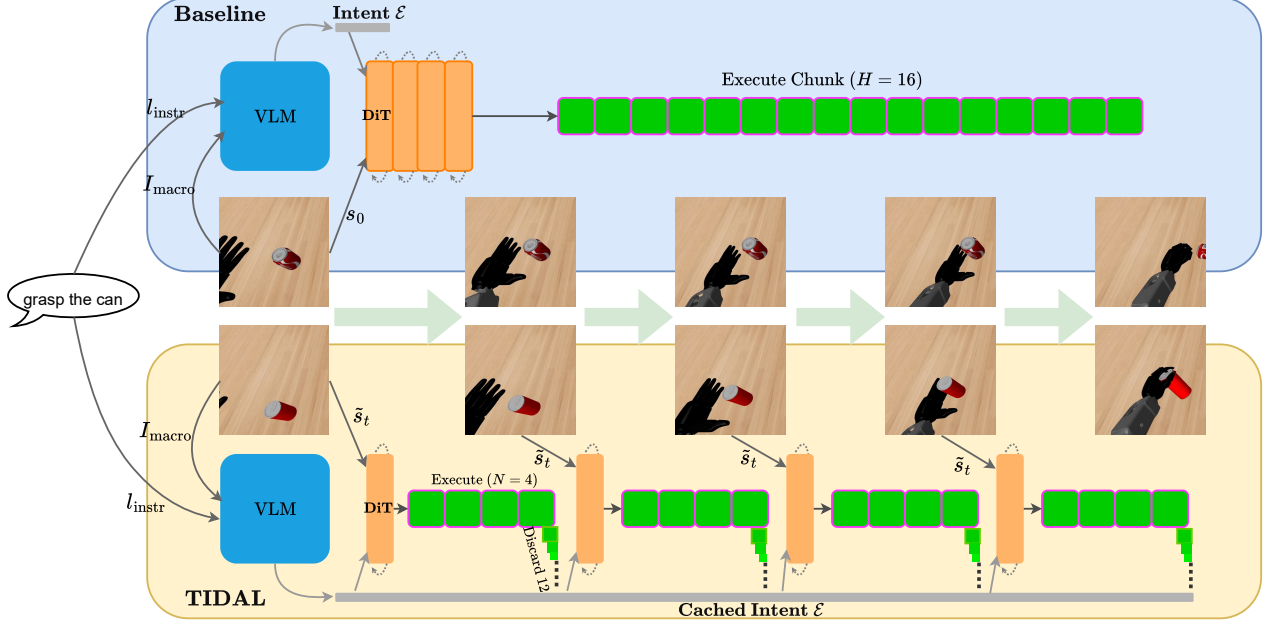 Baseline
Intent ℰ
Execute Chunk (H = 16)
l_instr
VLM
DiT
I_macro
s_0
grasp the can
s̃_t
I_macro
s̃_t
s̃_t
s̃_t
Execute (N = 4)
l_instr
VLM
DiT
Discard 12
TIDAL
Cached Intent ℰ